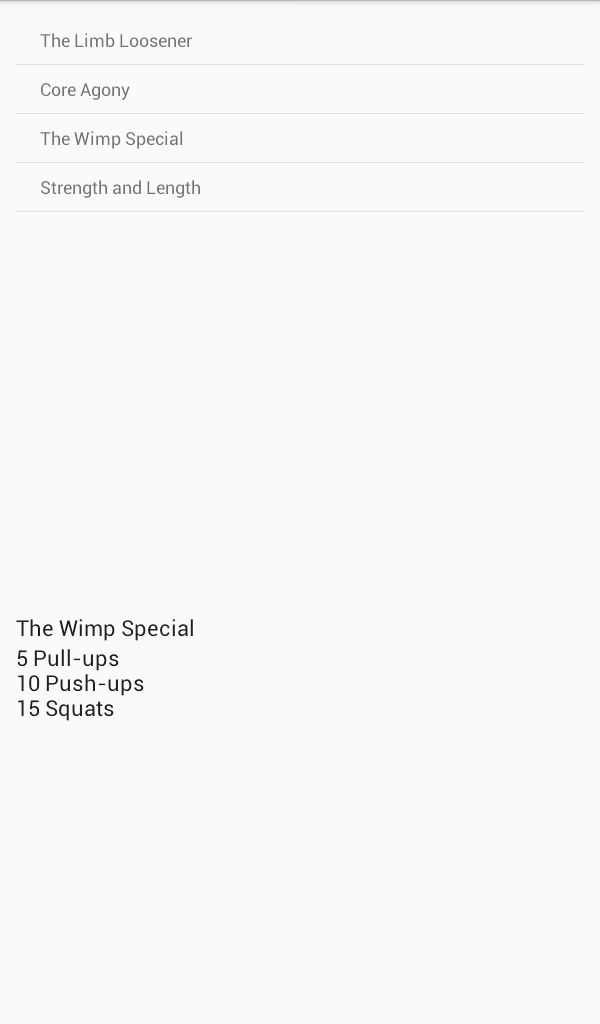 The Limb Loosener
Core Agony
The Wimp Special
Strength and Length
The Wimp Special
5 Pull-ups
10 Push-ups
15 Squats